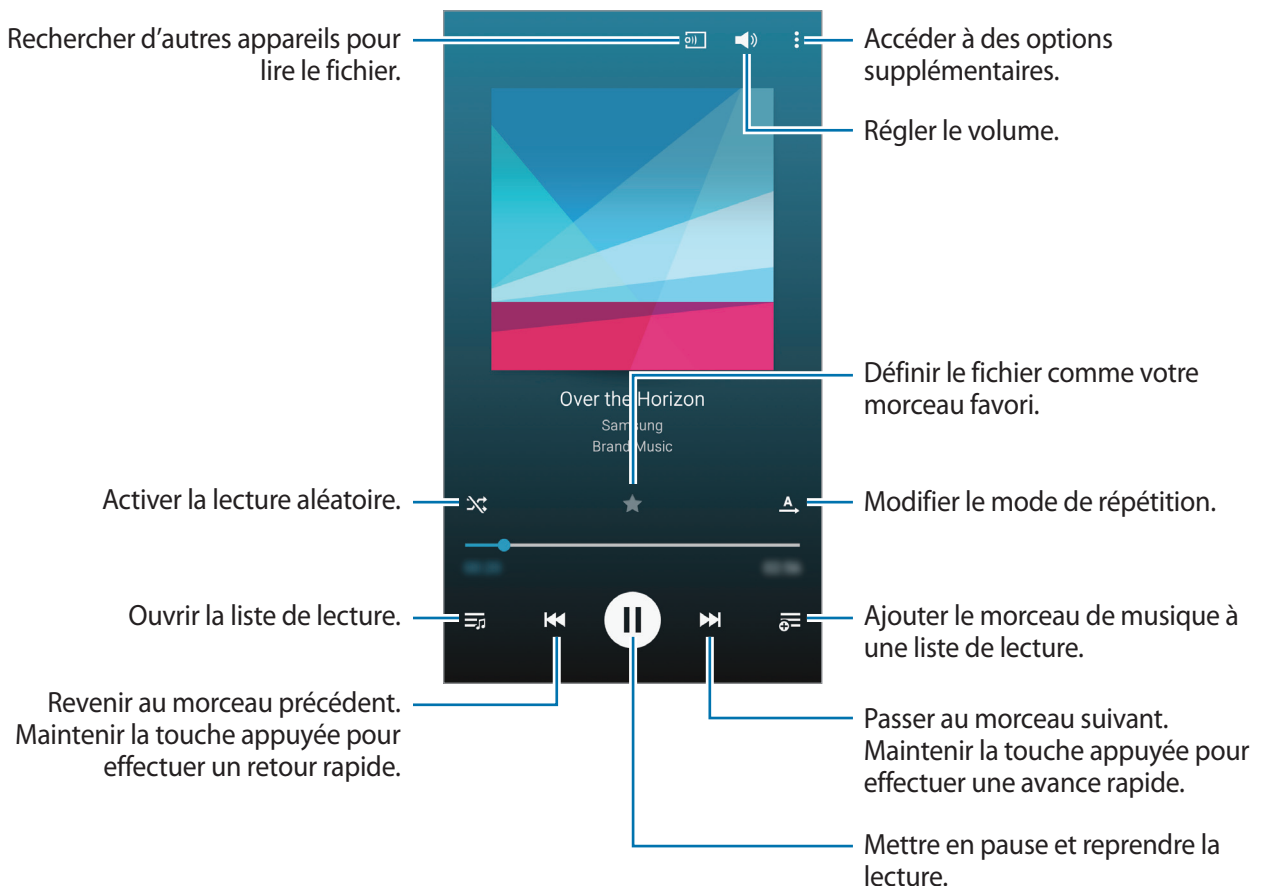 Rechercher d’autres appareils pour
lire le fichier.
Accéder à des options
supplémentaires.
Régler le volume.
Définir le fichier comme votre
morceau favori.
Over the Horizon
Samsung
Brand Music
Activer la lecture aléatoire.
A
Modifier le mode de répétition.
Ouvrir la liste de lecture.
Ajouter le morceau de musique à
une liste de lecture.
Revenir au morceau précédent.
Maintenir la touche appuyée pour
effectuer un retour rapide.
Passer au morceau suivant.
Maintenir la touche appuyée pour
effectuer une avance rapide.
Mettre en pause et reprendre la
lecture.